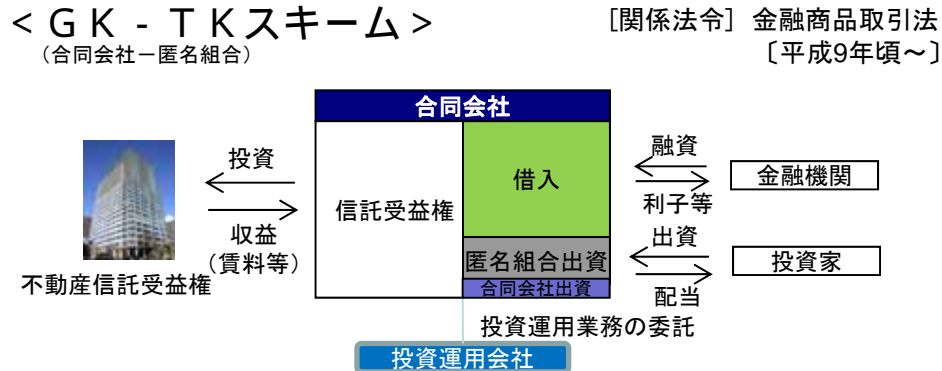 <ＧＫ-ＴＫスキーム>
（合同会社－匿名組合）
［関係法令］金融商品取引法
〔平成9年頃～〕
合同会社
投資
収益
（賃料等）
不動産信託受益権
信託受益権
借入
匿名組合出資
合同会社出資
融資
利子等
金融機関
出資
配当
投資家
投資運用業務の委託
投資運用会社